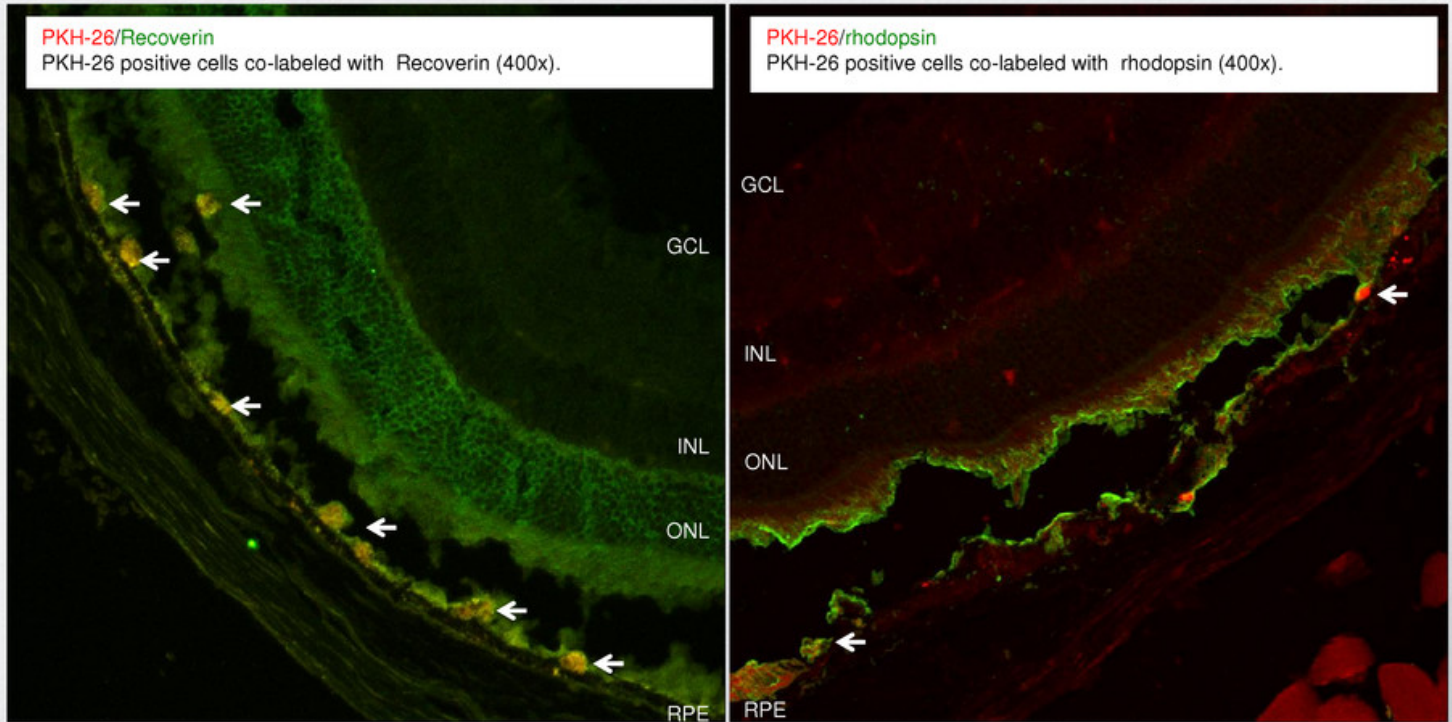 PKH-26/Recoverin
PKH-26 positive cells co-labeled with Recoverin (400x).
GCL
INL
ONL
RPE
PKH-26/rhodopsin
PKH-26 positive cells co-labeled with rhodopsin (400x).
GCL
INL
ONL
RPE